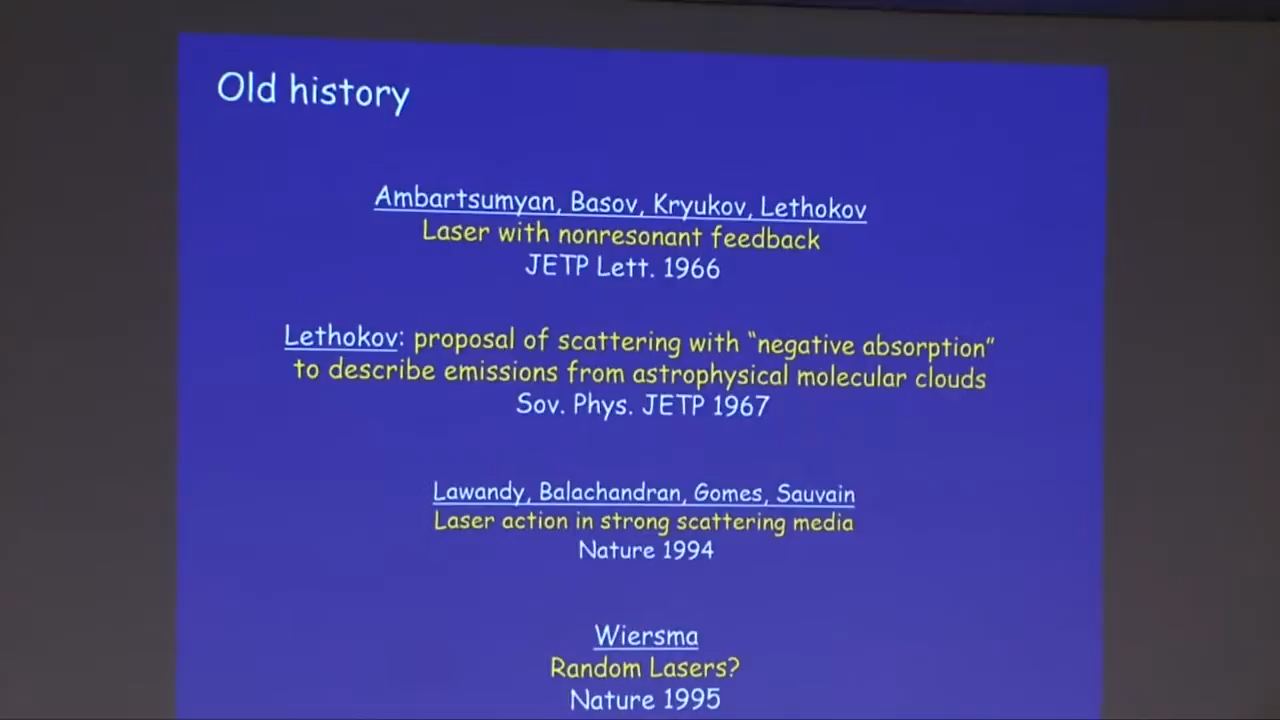 Old history
Ambartsumyan, Basov, Kryukov, Lethokov
Laser with nonresonant feedback
JETP Lett. 1966
Lethokov: proposal of scattering with "negative absorption"
to describe emissions from astrophysical molecular clouds
Sov. Phys. JETP 1967
Lawandy, Balachandran, Gomes, Sauvain
Laser action in strong scattering media
Nature 1994
Wiersma
Random Lasers?
Nature 1995